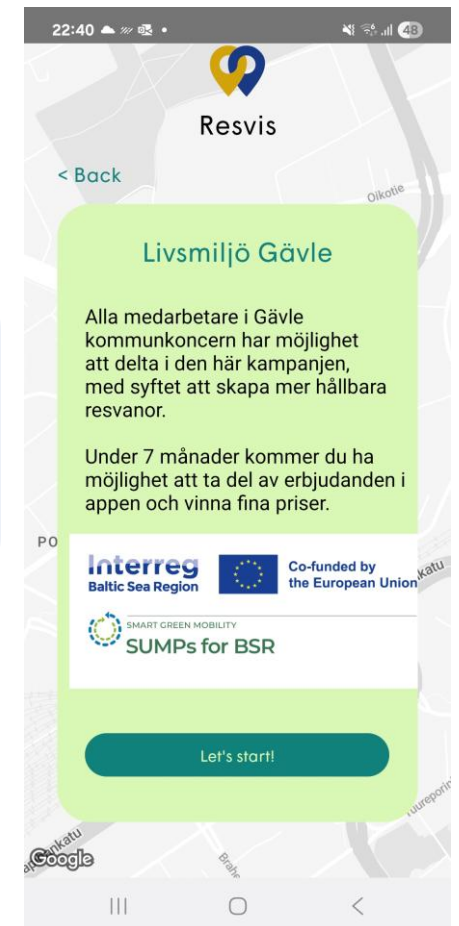 22:40
48
Resvis
< Back
Oikotie
Livsmiljö Gävle
Alla medarbetare i Gävle
kommunkoncern har möjlighet
att delta i den här kampanjen,
med syftet att skapa mer hållbara
resvanor.
Under 7 månader kommer du ha
möjlighet att ta del av erbjudanden i
appen och vinna fina priser.
PO
Interreg
Baltic Sea Region
Co-funded by
the European Union
katu
SMART GREEN MOBILITY
SUMPs for BSR
Let's start!
Google